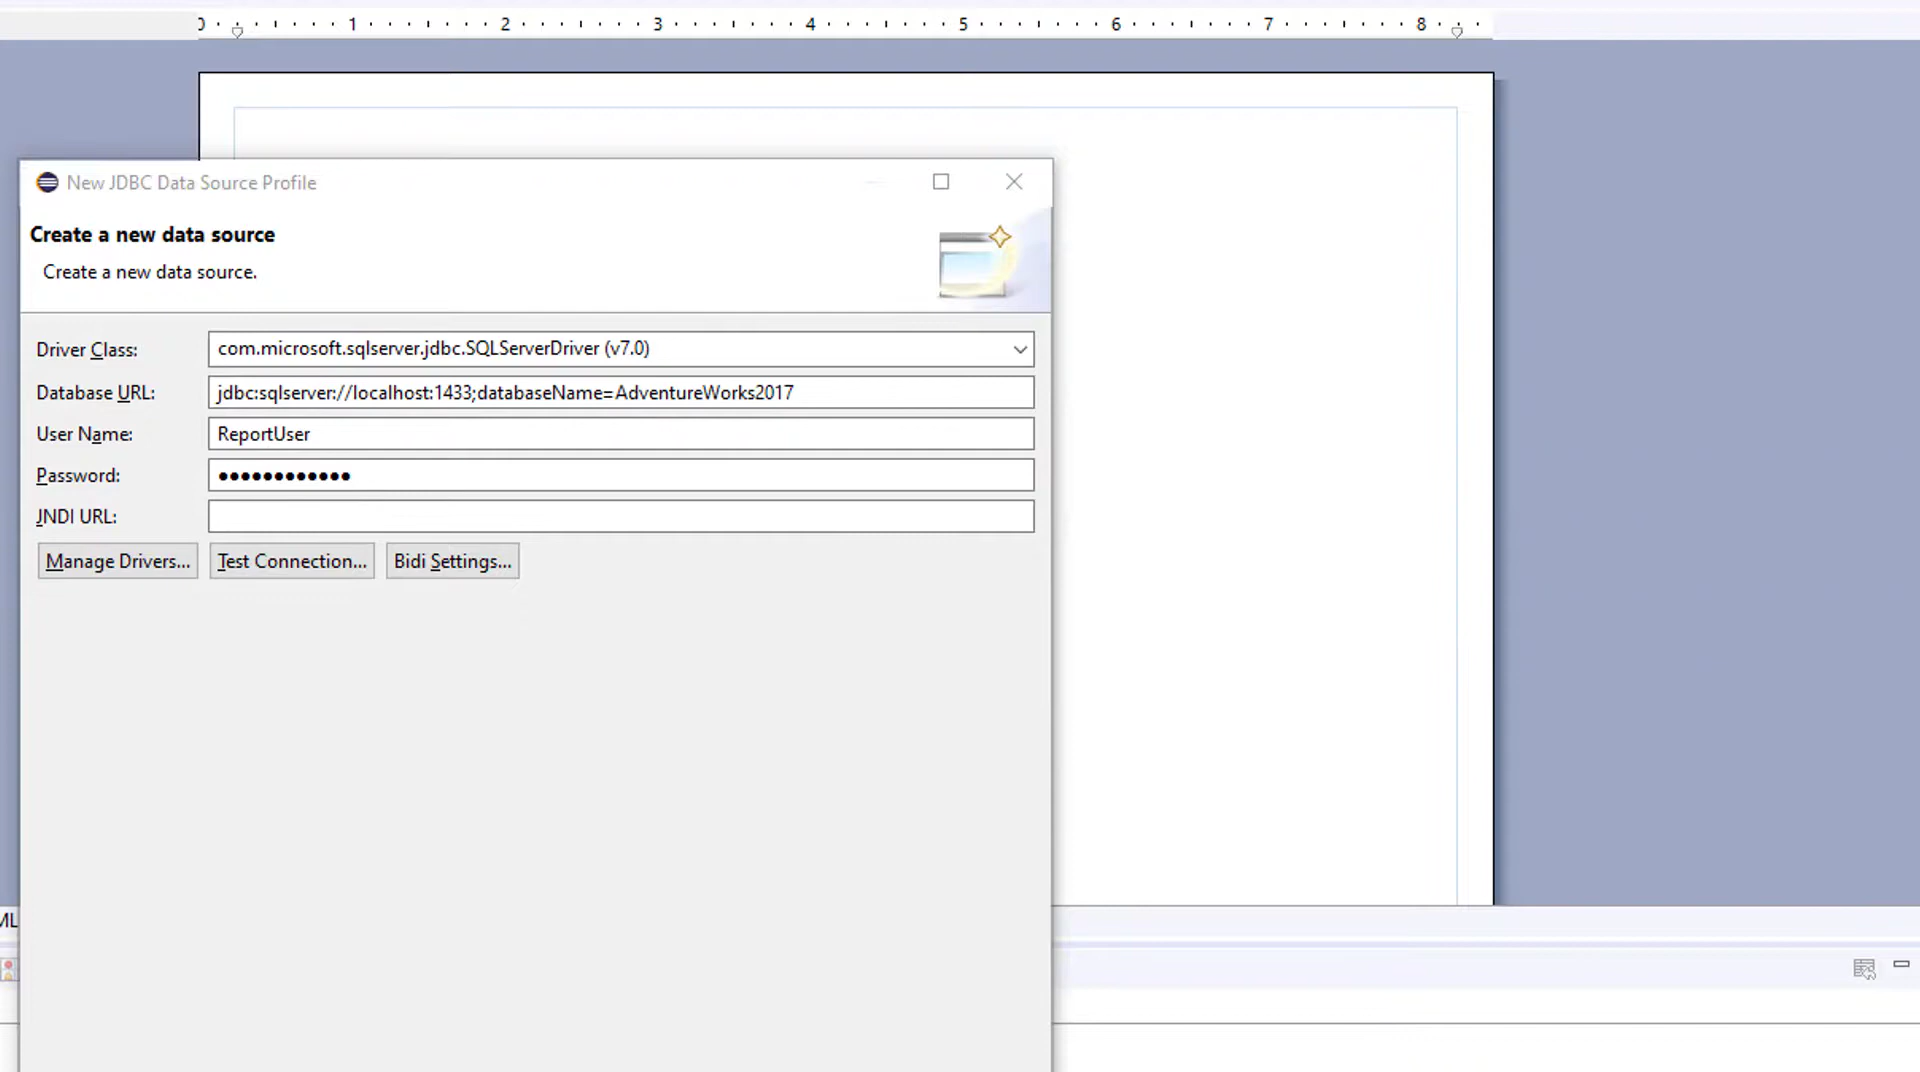 0 1 2 3 4 5 6 7 8
New JDBC Data Source Profile
Create a new data source
Create a new data source.
Driver Class: com.microsoft.sqlserver.jdbc.SQLServerDriver (v7.0)
Database URL: jdbc:sqlserver://localhost:1433;databaseName=AdventureWorks2017
User Name: ReportUser
Password: ••••••••••••
JNDI URL:
Manage Drivers... Test Connection... Bidi Settings...
ML